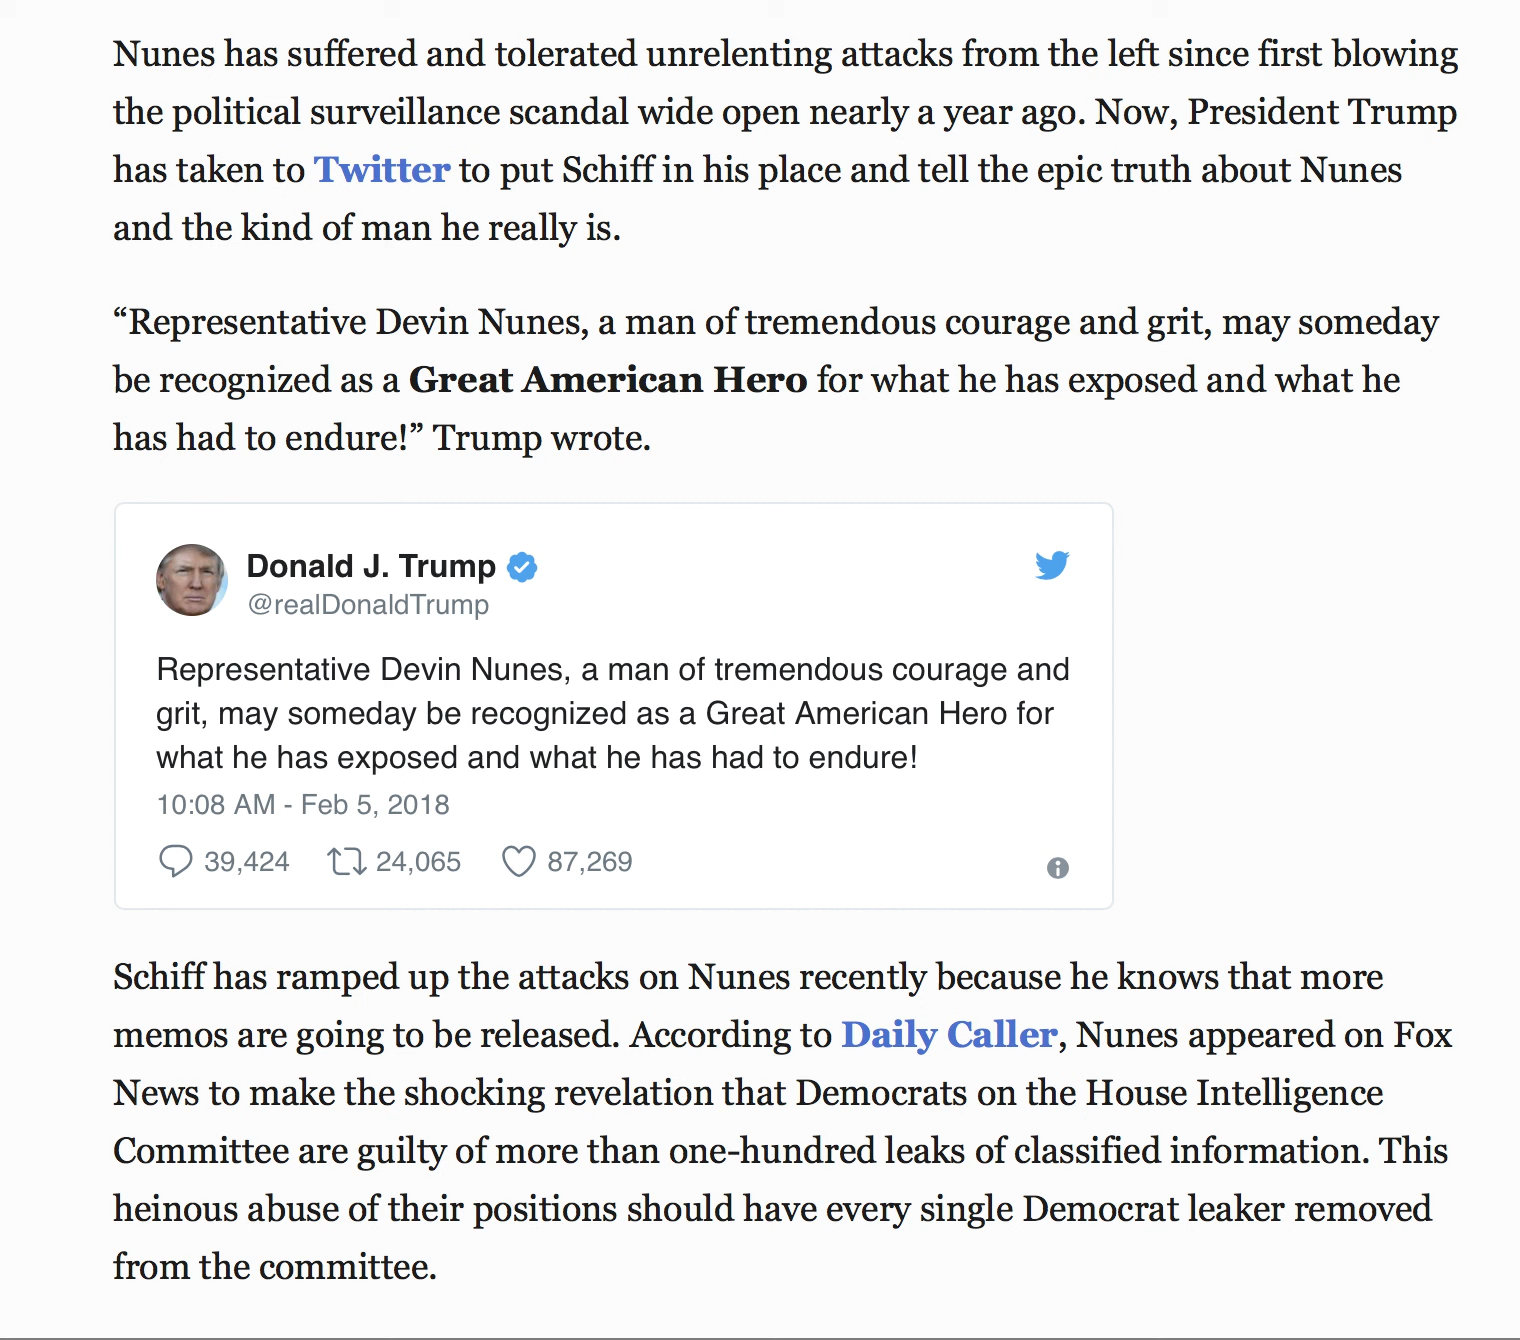 Nunes has suffered and tolerated unrelenting attacks from the left since first blowing
the political surveillance scandal wide open nearly a year ago. Now, President Trump
has taken to Twitter to put Schiff in his place and tell the epic truth about Nunes
and the kind of man he really is.
“Representative Devin Nunes, a man of tremendous courage and grit, may someday
be recognized as a Great American Hero for what he has exposed and what he
has had to endure!” Trump wrote.
Donald J. Trump
@realDonaldTrump
Representative Devin Nunes, a man of tremendous courage and
grit, may someday be recognized as a Great American Hero for
what he has exposed and what he has had to endure!
10:08 AM - Feb 5, 2018
39,424 24,065 87,269
Schiff has ramped up the attacks on Nunes recently because he knows that more
memos are going to be released. According to Daily Caller, Nunes appeared on Fox
News to make the shocking revelation that Democrats on the House Intelligence
Committee are guilty of more than one-hundred leaks of classified information. This
heinous abuse of their positions should have every single Democrat leaker removed
from the committee.